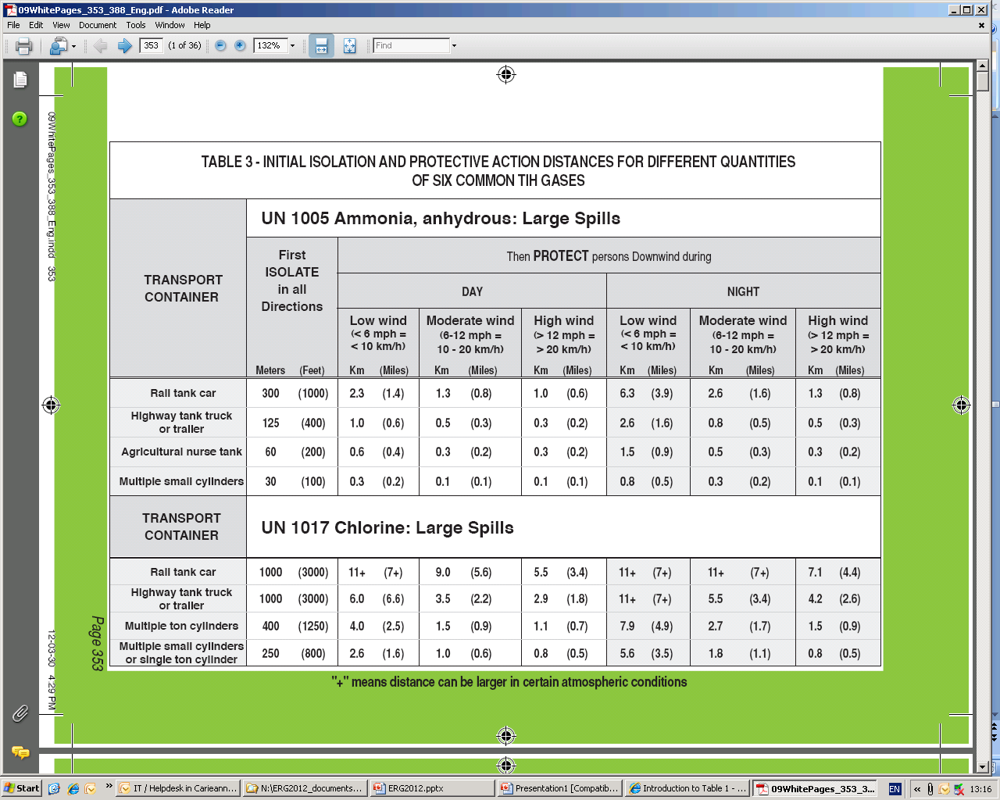 09WhitePages_353_388_Eng.pdf - Adobe Reader
File Edit View Document Tools Window Help
353 (1 of 36) 132% Find
09WhitePages_353_388_Eng.indd 353
12-03-30 4:29 PM
Page 353
TABLE 3 - INITIAL ISOLATION AND PROTECTIVE ACTION DISTANCES FOR DIFFERENT QUANTITIES
OF SIX COMMON TIH GASES
TRANSPORT
CONTAINER
UN 1005 Ammonia, anhydrous: Large Spills
First
ISOLATE
in all
Directions
Then PROTECT persons Downwind during
DAY NIGHT
Low wind Moderate wind High wind Low wind Moderate wind High wind
(< 6 mph = (6-12 mph = (> 12 mph = (< 6 mph = (6-12 mph = (> 12 mph =
< 10 km/h) 10 - 20 km/h) > 20 km/h) < 10 km/h) 10 - 20 km/h) > 20 km/h)
Meters (Feet) Km (Miles) Km (Miles) Km (Miles) Km (Miles) Km (Miles) Km (Miles)
Rail tank car 300 (1000) 2.3 (1.4) 1.3 (0.8) 1.0 (0.6) 6.3 (3.9) 2.6 (1.6) 1.3 (0.8)
Highway tank truck
or trailer 125 (400) 1.0 (0.6) 0.5 (0.3) 0.3 (0.2) 2.6 (1.6) 0.8 (0.5) 0.5 (0.3)
Agricultural nurse tank 60 (200) 0.6 (0.4) 0.3 (0.2) 0.3 (0.2) 1.5 (0.9) 0.5 (0.3) 0.3 (0.2)
Multiple small cylinders 30 (100) 0.3 (0.2) 0.1 (0.1) 0.1 (0.1) 0.8 (0.5) 0.3 (0.2) 0.1 (0.1)
TRANSPORT
CONTAINER
UN 1017 Chlorine: Large Spills
Rail tank car 1000 (3000) 11+ (7+) 9.0 (5.6) 5.5 (3.4) 11+ (7+) 11+ (7+) 7.1 (4.4)
Highway tank truck
or trailer 1000 (3000) 6.0 (6.6) 3.5 (2.2) 2.9 (1.8) 11+ (7+) 5.5 (3.4) 4.2 (2.6)
Multiple ton cylinders 400 (1250) 4.0 (2.5) 1.5 (0.9) 1.1 (0.7) 7.9 (4.9) 2.7 (1.7) 1.5 (0.9)
Multiple small cylinders
or single ton cylinder 250 (800) 2.6 (1.6) 1.0 (0.6) 0.8 (0.5) 5.6 (3.5) 1.8 (1.1) 0.8 (0.5)
"+" means distance can be larger in certain atmospheric conditions
Start » IT / Helpdesk in Carieann... N:\ERG2012_documents... ERG2012.pptx Presentation1 [Compatib... Introduction to Table 1 - ... 09WhitePages_353_3... EN « 13:16